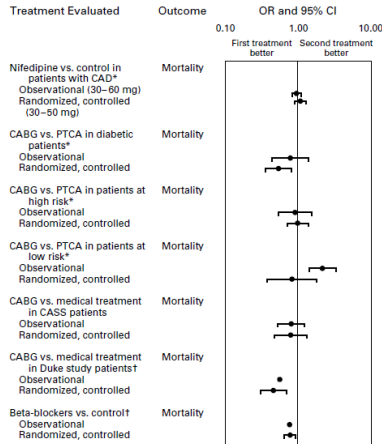 Treatment Evaluated Outcome OR and 95% CI
0.10 1.00 10.00
First treatment better Second treatment better
Nifedipine vs. control in Mortality
patients with CAD*
Observational (30–60 mg)
Randomized, controlled
(30–50 mg)
CABG vs. PTCA in diabetic Mortality
patients*
Observational
Randomized, controlled
CABG vs. PTCA in patients at Mortality
high risk*
Observational
Randomized, controlled
CABG vs. PTCA in patients at Mortality
low risk*
Observational
Randomized, controlled
CABG vs. medical treatment Mortality
in CASS patients
Observational
Randomized, controlled
CABG vs. medical treatment Mortality
in Duke study patients†
Observational
Randomized, controlled
Beta-blockers vs. control† Mortality
Observational
Randomized, controlled